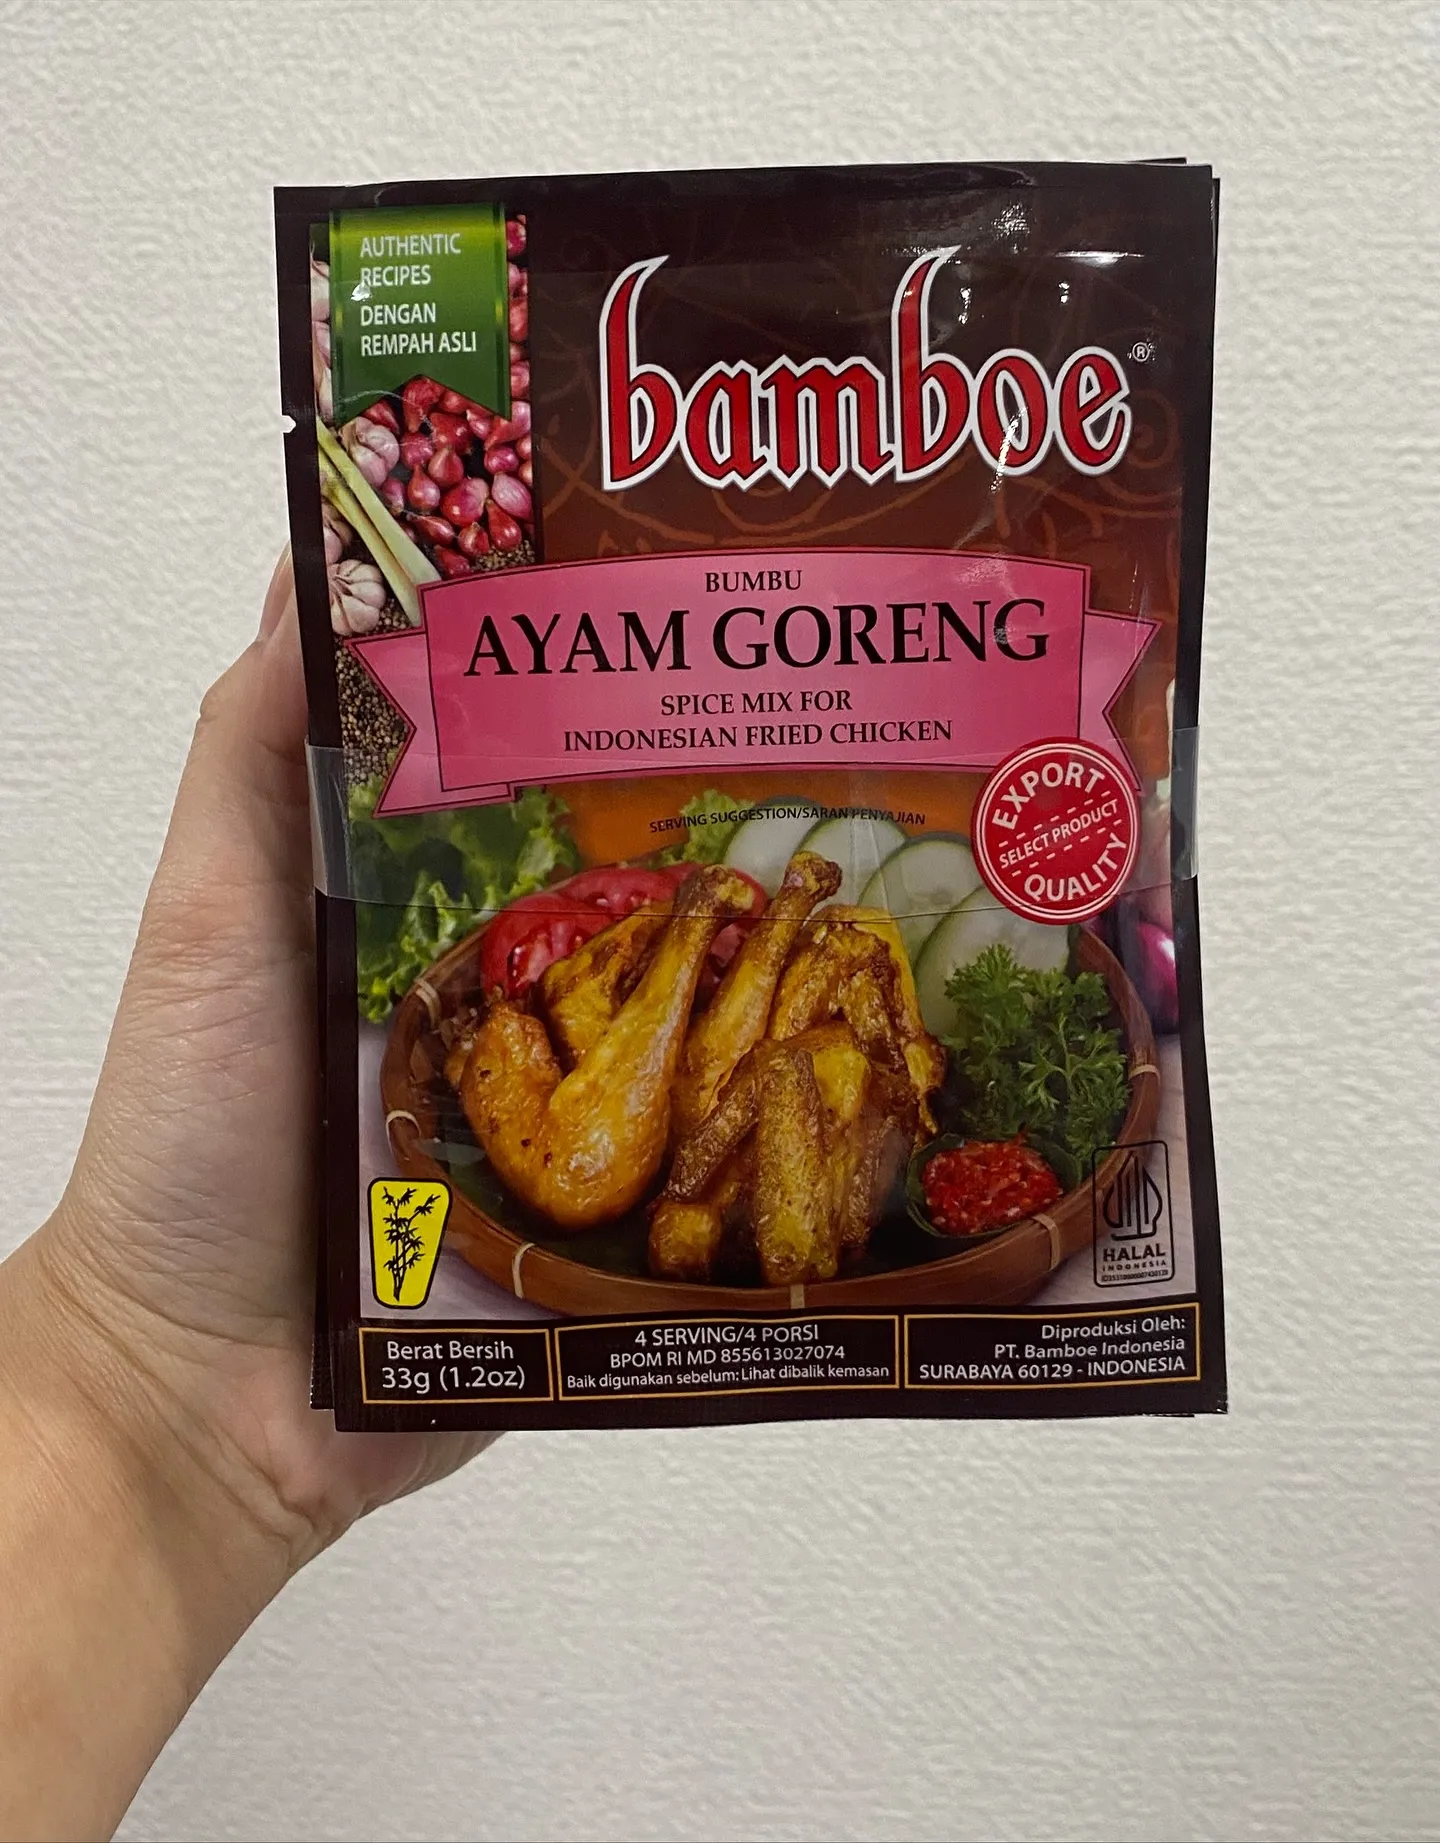 AUTHENTIC
RECIPES
DENGAN
REMPAH ASLI
bamboe®
BUMBU
AYAM GORENG
SPICE MIX FOR
INDONESIAN FRIED CHICKEN
SERVING SUGGESTION/SARAN PENYAJIAN
EXPORT
SELECT PRODUCT
QUALITY
HALAL
INDONESIA
Berat Bersih
33g (1.2oz)
4 SERVING/4 PORSI
BPOM RI MD 855613027074
Baik digunakan sebelum: Lihat dibalik kemasan
Diproduksi Oleh:
PT. Bamboe Indonesia
SURABAYA 60129 - INDONESIA